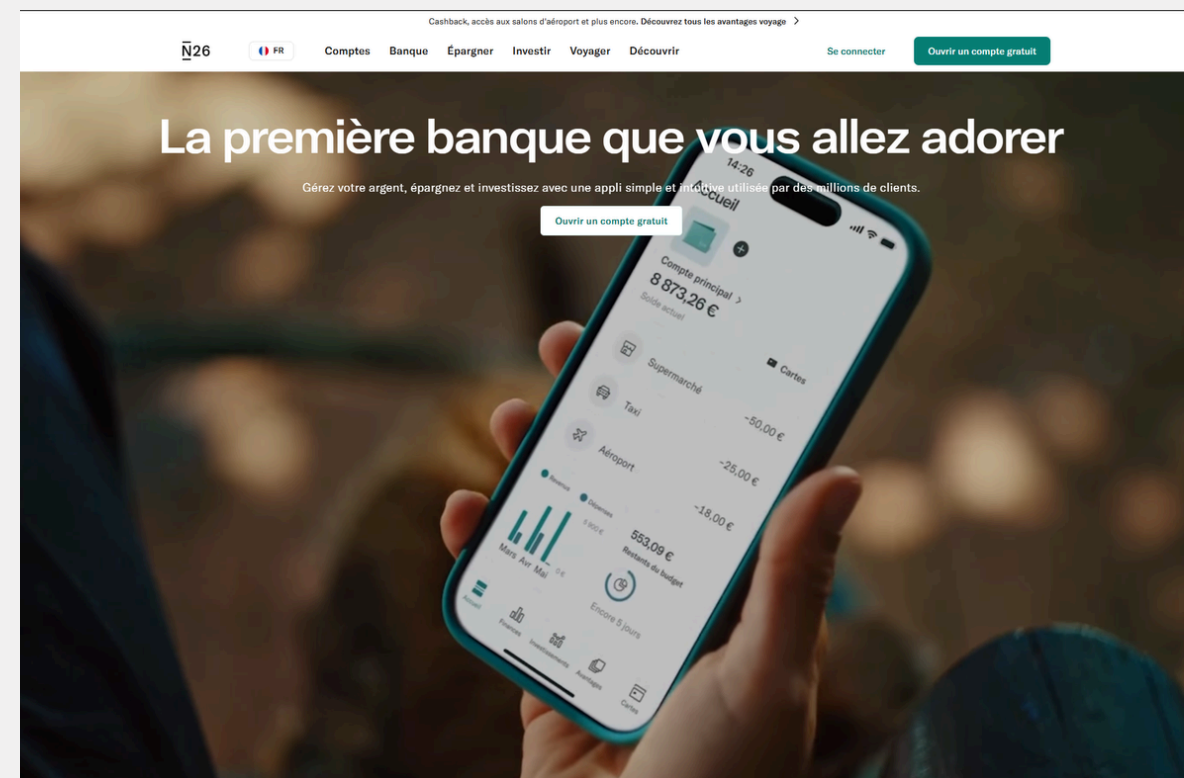 Cashback, accès aux salons d'aéroport et plus encore. Découvrez tous les avantages voyage
N26
FR
Comptes
Banque
Épargner
Investir
Voyager
Découvrir
Se connecter
Ouvrir un compte gratuit
La première banque que vous allez adorer
Gérez votre argent, épargnez et investissez avec une appli simple et intuitive utilisée par des millions de clients.
Ouvrir un compte gratuit
14:26
Accueil
Compte principal
8 873,26 €
Solde actuel
Cartes
Supermarché
-50,00 €
Taxi
-25,00 €
Aéroport
-18,00 €
Revenus
Dépenses
0 €
Mars Avr Mai
553,09 €
Restants du budget
Encore 5 jours
Accueil
Finances
Investissements
Avantages
Cartes